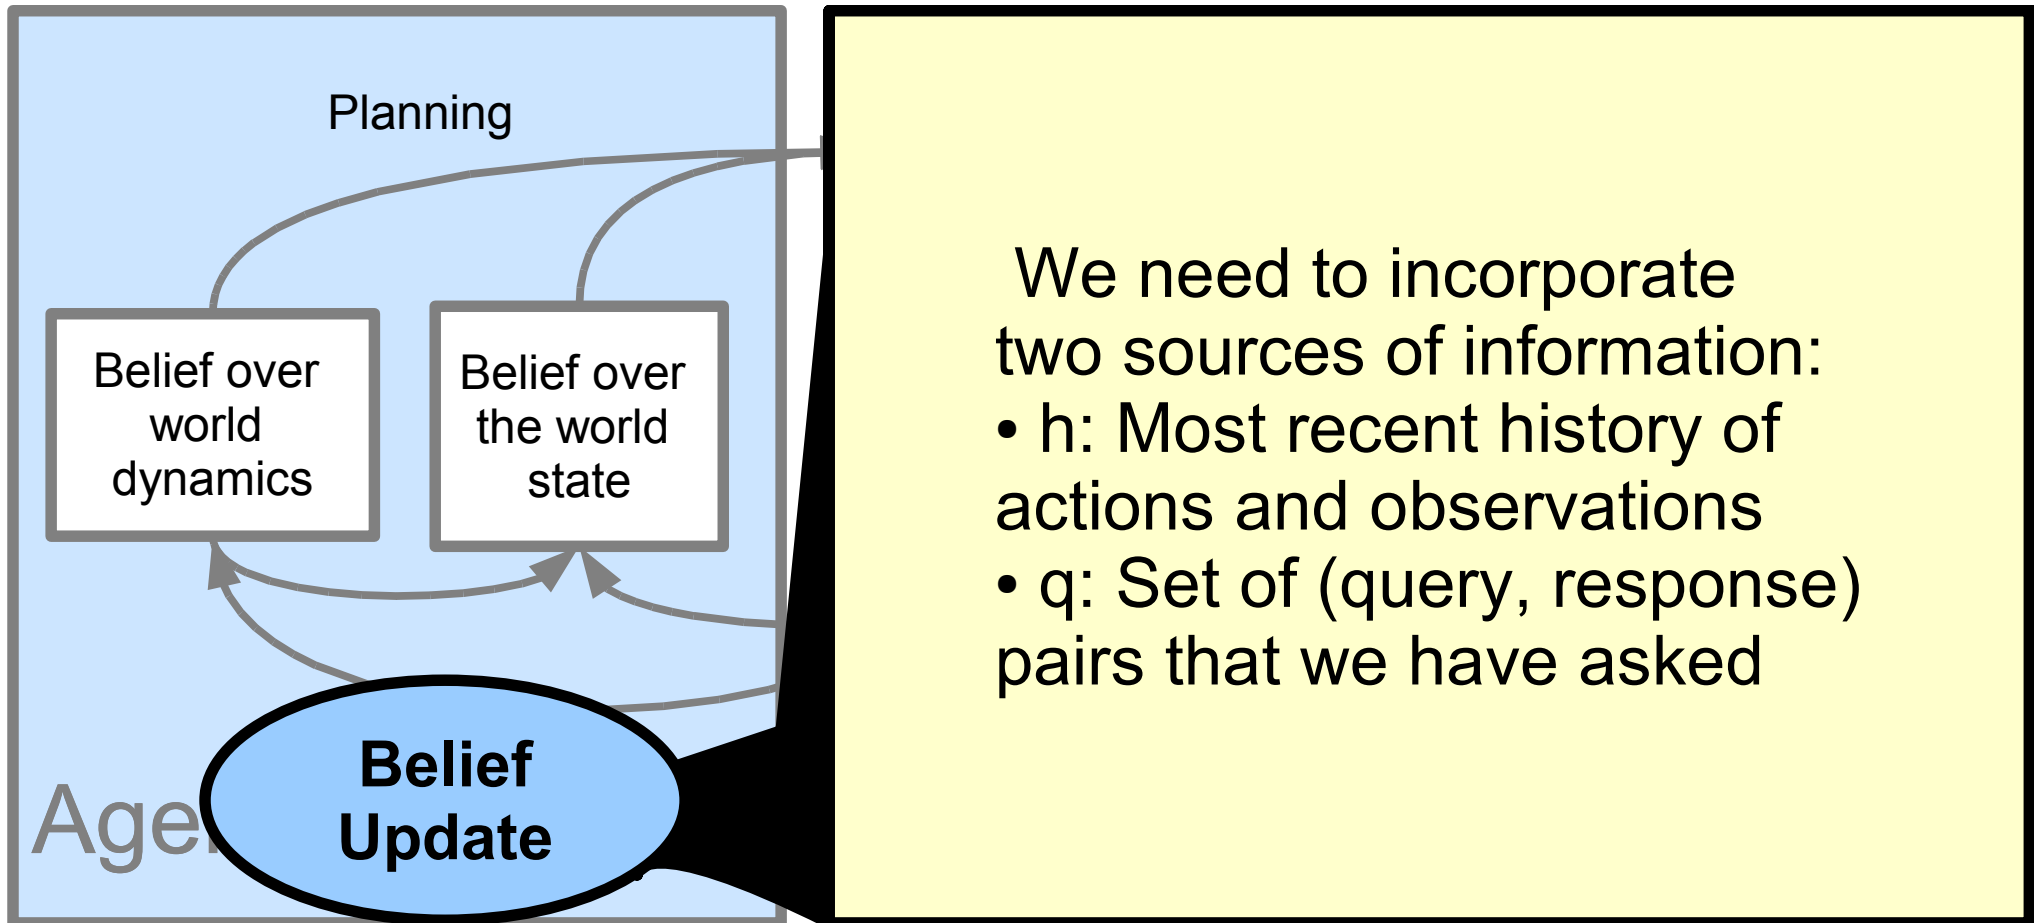 Planning
Belief over
world
dynamics
Belief over
the world
state
Belief
Update
We need to incorporate
two sources of information:
• h: Most recent history of
actions and observations
• q: Set of (query, response)
pairs that we have asked